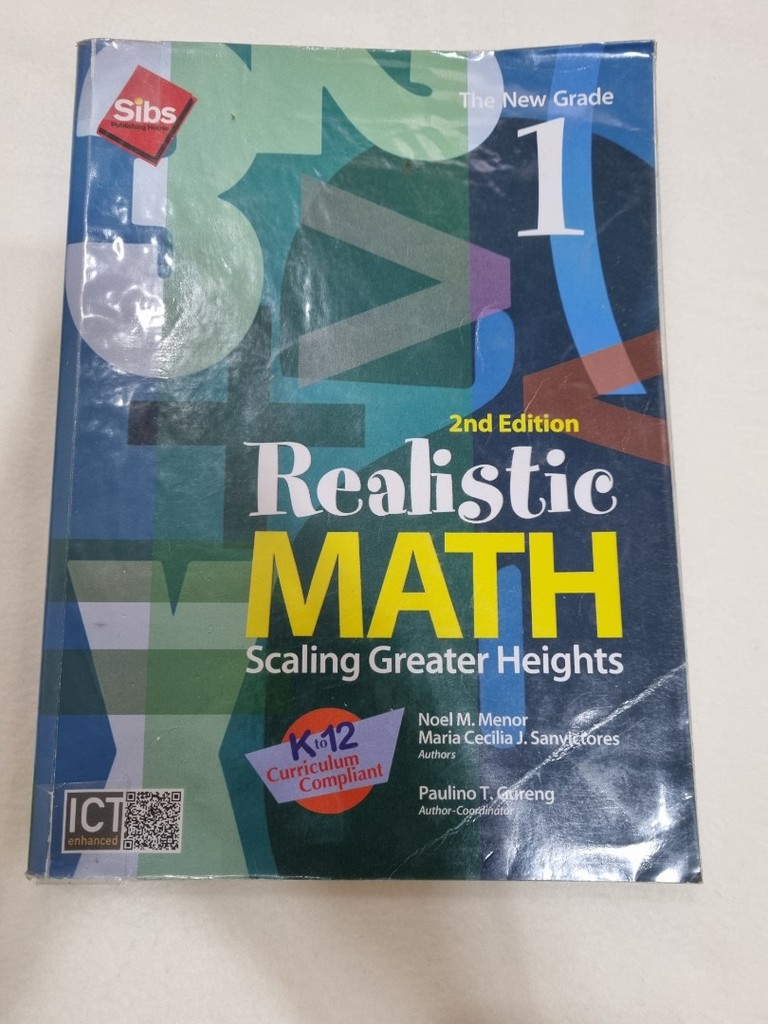 Sibs
Publishing House
The New Grade
1
2nd Edition
Realistic
MATH
Scaling Greater Heights
K to 12
Curriculum
Compliant
Noel M. Menor
Maria Cecilia J. Sanvictores
Authors
Paulino T. Gureng
Author-Coordinator
ICT
enhanced